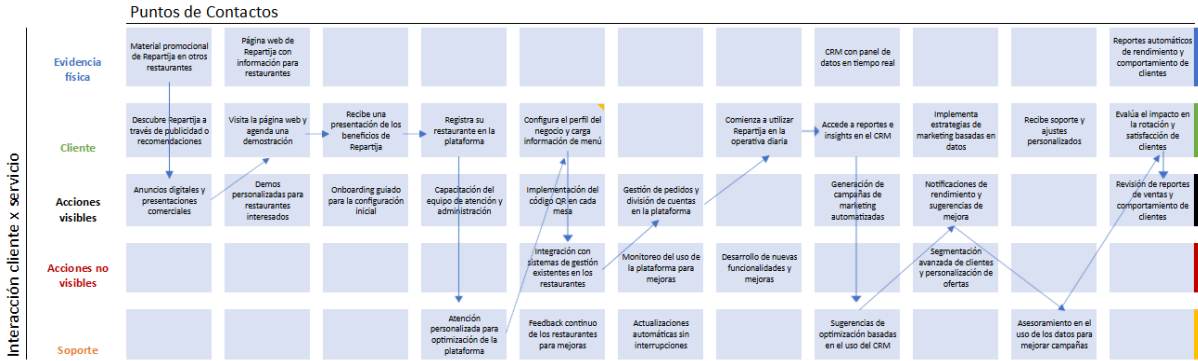 Puntos de Contactos
Interacción cliente x servicio
Evidencia
física
Material promocional
de Repartija en otros
restaurantes
Página web de
Repartija con
información para
restaurantes
CRM con panel de
datos en tiempo real
Reportes automáticos
de rendimiento y
comportamiento de
clientes
Cliente
Descubre Repartija a
través de publicidad o
recomendaciones
Visita la página web y
agenda una
demostración
Recibe una
presentación de los
beneficios de
Repartija
Registra su
restaurante en la
plataforma
Configura el perfil del
negocio y carga
información de menú
Comienza a utilizar
Repartija en la
operativa diaria
Accede a reportes e
insights en el CRM
Implementa
estrategias de
marketing basadas en
datos
Recibe soporte y
ajustes
personalizados
Evalúa el impacto en
la rotación y
satisfacción de
clientes
Acciones
visibles
Anuncios digitales y
presentaciones
comerciales
Demos
personalizadas para
restaurantes
interesados
Onboarding guiado
para la configuración
inicial
Capacitación del
equipo de atención y
administración
Implementación del
código QR en cada
mesa
Gestión de pedidos y
división de cuentas
en la plataforma
Generación de
campañas de
marketing
automatizadas
Notificaciones de
rendimiento y
sugerencias de
mejora
Revisión de reportes
de ventas y
comportamiento de
clientes
Acciones no
visibles
Integración con
sistemas de gestión
existentes en los
restaurantes
Monitoreo del uso de
la plataforma para
mejoras
Desarrollo de nuevas
funcionalidades y
mejoras
Segmentación
avanzada de clientes
y personalización de
ofertas
Soporte
Atención
personalizada para
optimización de la
plataforma
Feedback continuo
de los restaurantes
para mejoras
Actualizaciones
automáticas sin
interrupciones
Sugerencias de
optimización basadas
en el uso del CRM
Asesoramiento en el
uso de los datos para
mejorar campañas